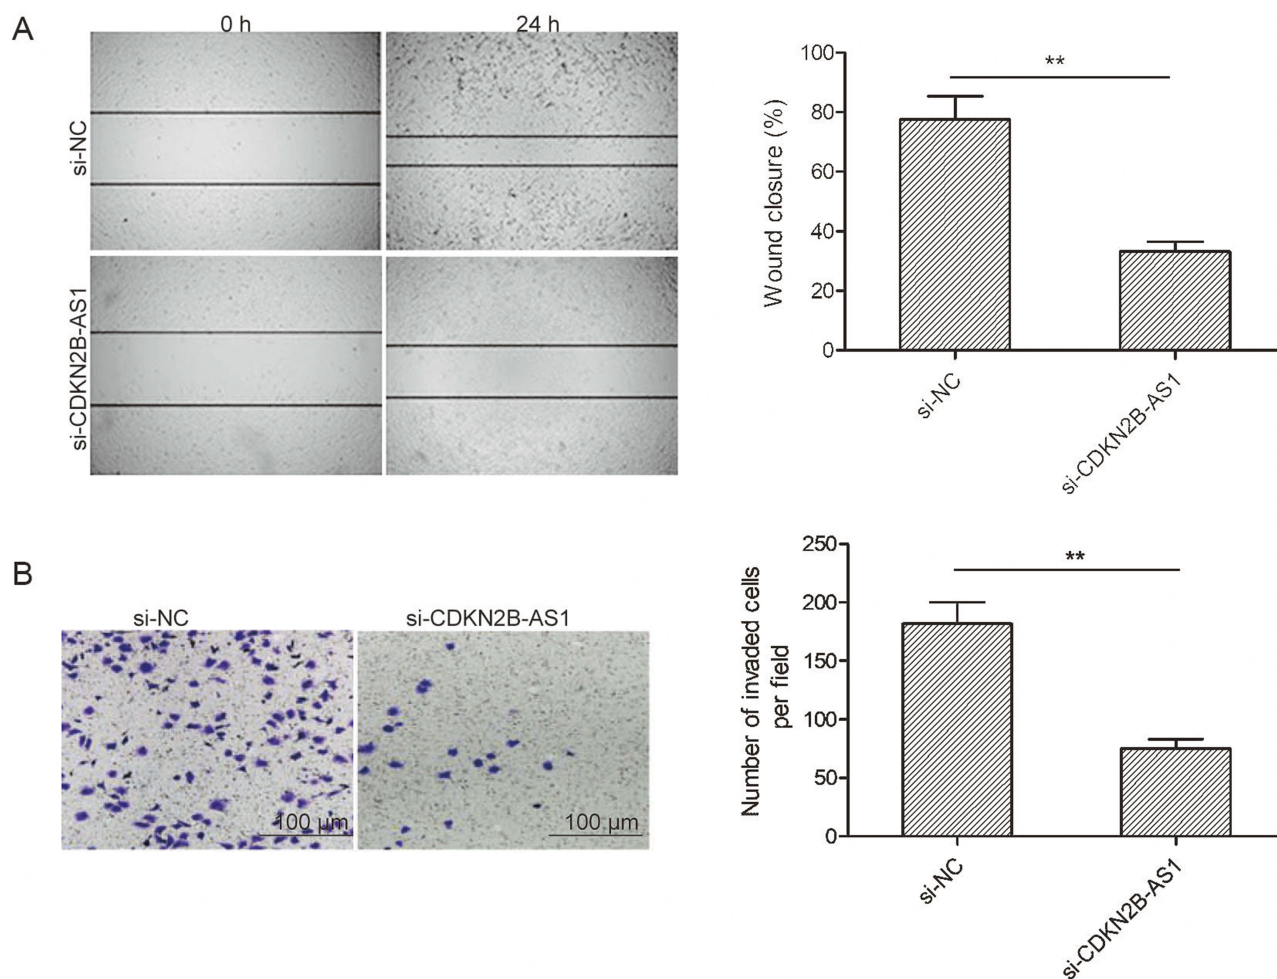 A
0 h
24 h
si-NC
si-CDKN2B-AS1
Wound closure (%)
100
80
60
40
20
0
**
si-NC
si-CDKN2B-AS1
B
si-NC
si-CDKN2B-AS1
100 μm
100 μm
Number of invaded cells
per field
250
200
150
100
50
0
**
si-NC
si-CDKN2B-AS1